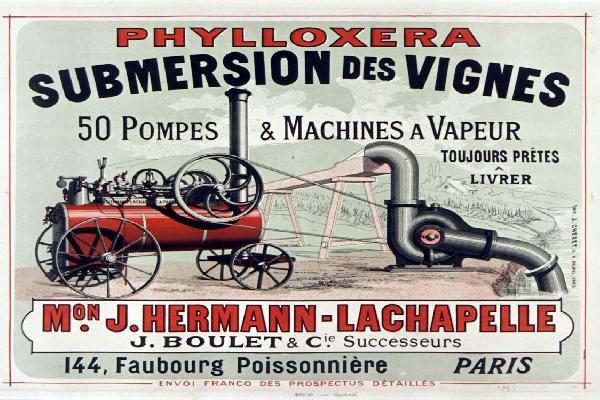 PHYLLOXERA
SUBMERSION DES VIGNES
50 POMPES & MACHINES A VAPEUR
TOUJOURS PRÊTES
À LIVRER
MON J. HERMANN-LACHAPELLE
J. BOULET & Cie Successeurs
144, Faubourg Poissonnière PARIS
ENVOI FRANCO DES PROSPECTUS DÉTAILLÉS